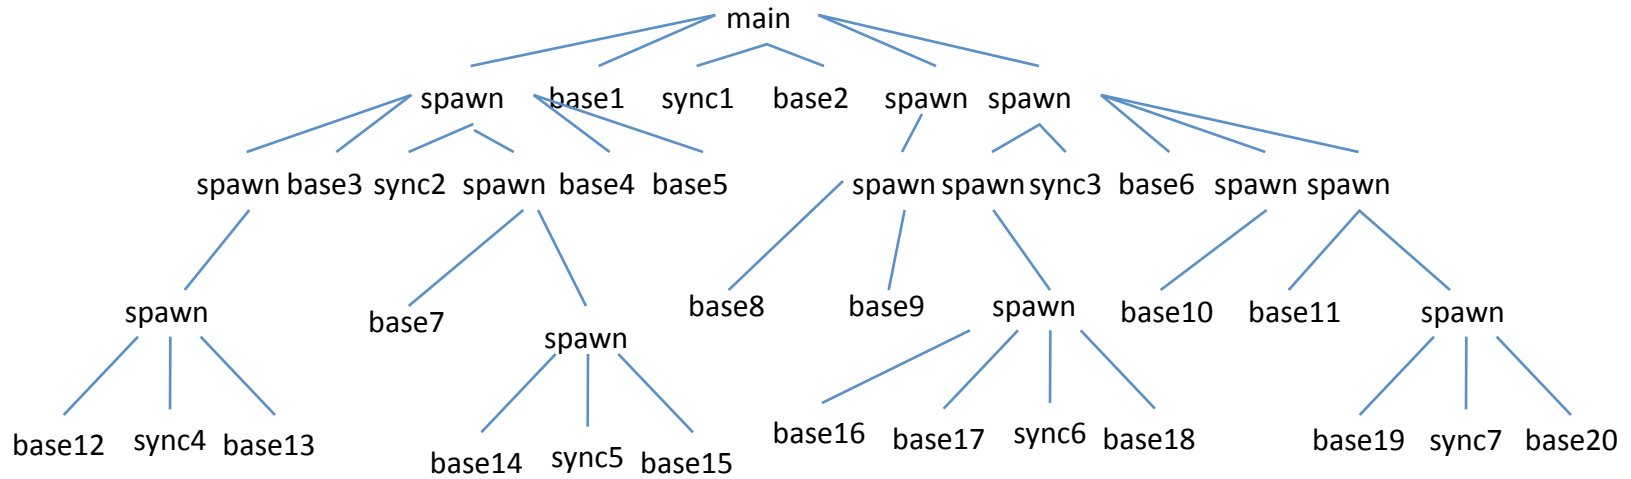 main
spawn base1 sync1 base2 spawn spawn
spawn base3 sync2 spawn base4 base5 spawn spawn sync3 base6 spawn spawn
spawn base7 spawn base8 base9 spawn base10 base11 spawn
base12 sync4 base13 base14 sync5 base15 base16 base17 sync6 base18 base19 sync7 base20